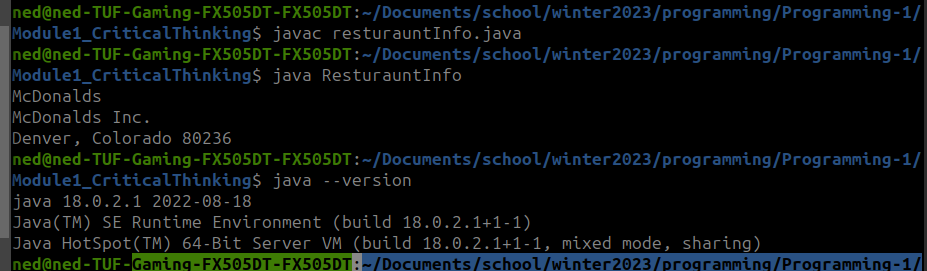 ned@ned-TUF-Gaming-FX505DT-FX505DT:~/Documents/school/winter2023/programming/Programming-1/
Module1_CriticalThinking$ javac resturauntInfo.java
ned@ned-TUF-Gaming-FX505DT-FX505DT:~/Documents/school/winter2023/programming/Programming-1/
Module1_CriticalThinking$ java ResturauntInfo
McDonalds
McDonalds Inc.
Denver, Colorado 80236
ned@ned-TUF-Gaming-FX505DT-FX505DT:~/Documents/school/winter2023/programming/Programming-1/
Module1_CriticalThinking$ java --version
java 18.0.2.1 2022-08-18
Java(TM) SE Runtime Environment (build 18.0.2.1+1-1)
Java HotSpot(TM) 64-Bit Server VM (build 18.0.2.1+1-1, mixed mode, sharing)
ned@ned-TUF-Gaming-FX505DT-FX505DT:~/Documents/school/winter2023/programming/Programming-1/